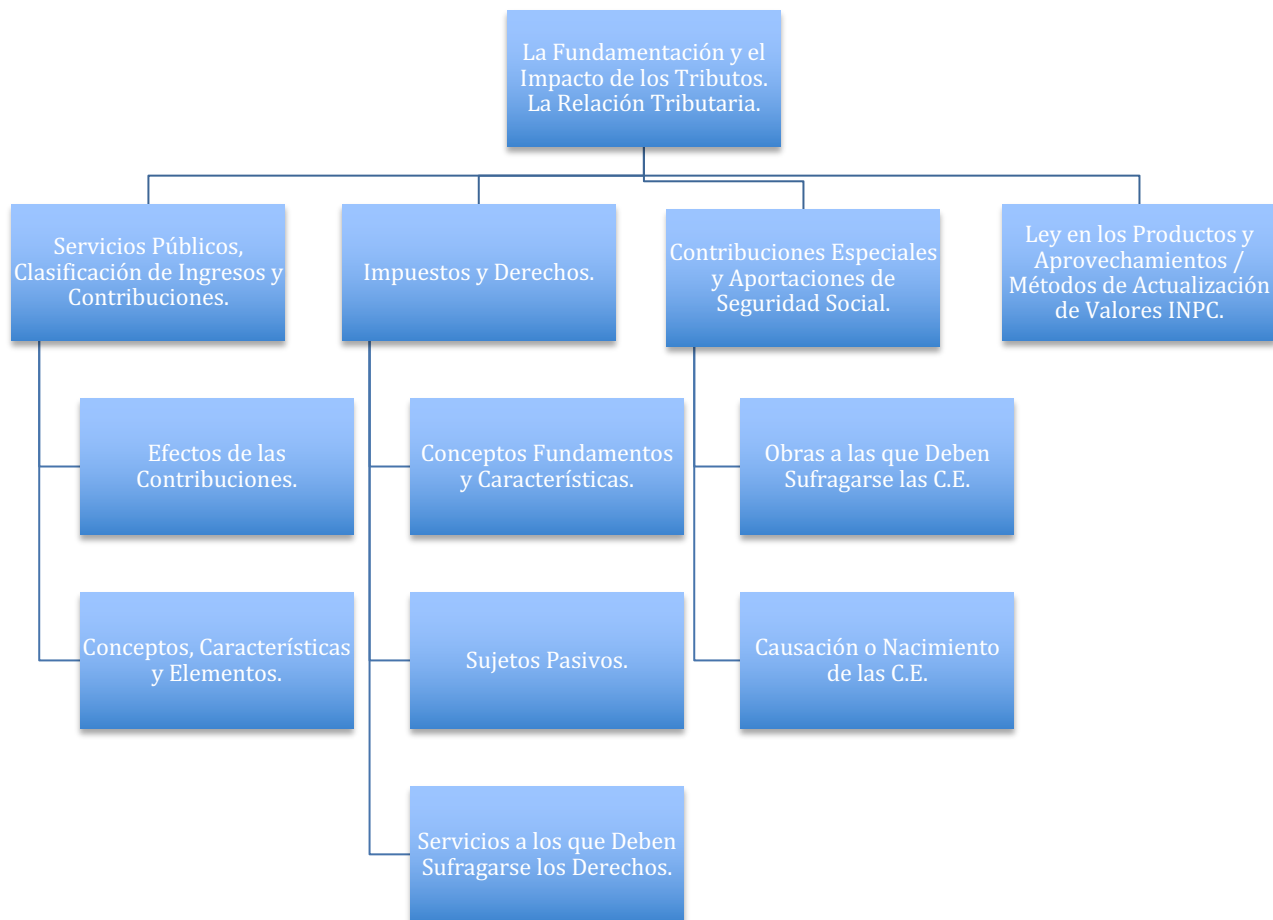 La Fundamentación y el
Impacto de los Tributos.
La Relación Tributaria.
Servicios Públicos,
Clasificación de Ingresos y
Contribuciones.
Impuestos y Derechos.
Contribuciones Especiales
y Aportaciones de
Seguridad Social.
Ley en los Productos y
Aprovechamientos /
Métodos de Actualización
de Valores INPC.
Efectos de las
Contribuciones.
Conceptos Fundamentos
y Características.
Obras a las que Deben
Sufragarse las C.E.
Conceptos, Características
y Elementos.
Sujetos Pasivos.
Causación o Nacimiento
de las C.E.
Servicios a los que Deben
Sufragarse los Derechos.